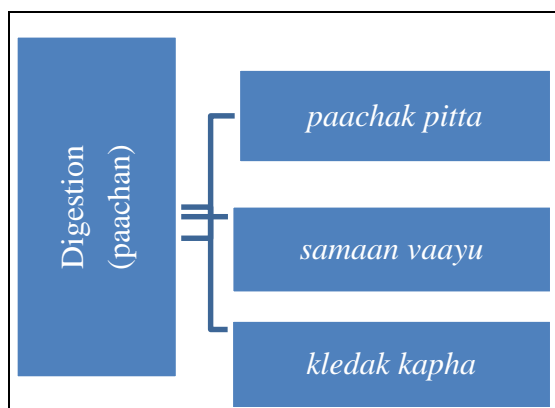 Digestion
(paachan)
paachak pitta
samaan vaayu
kledak kapha